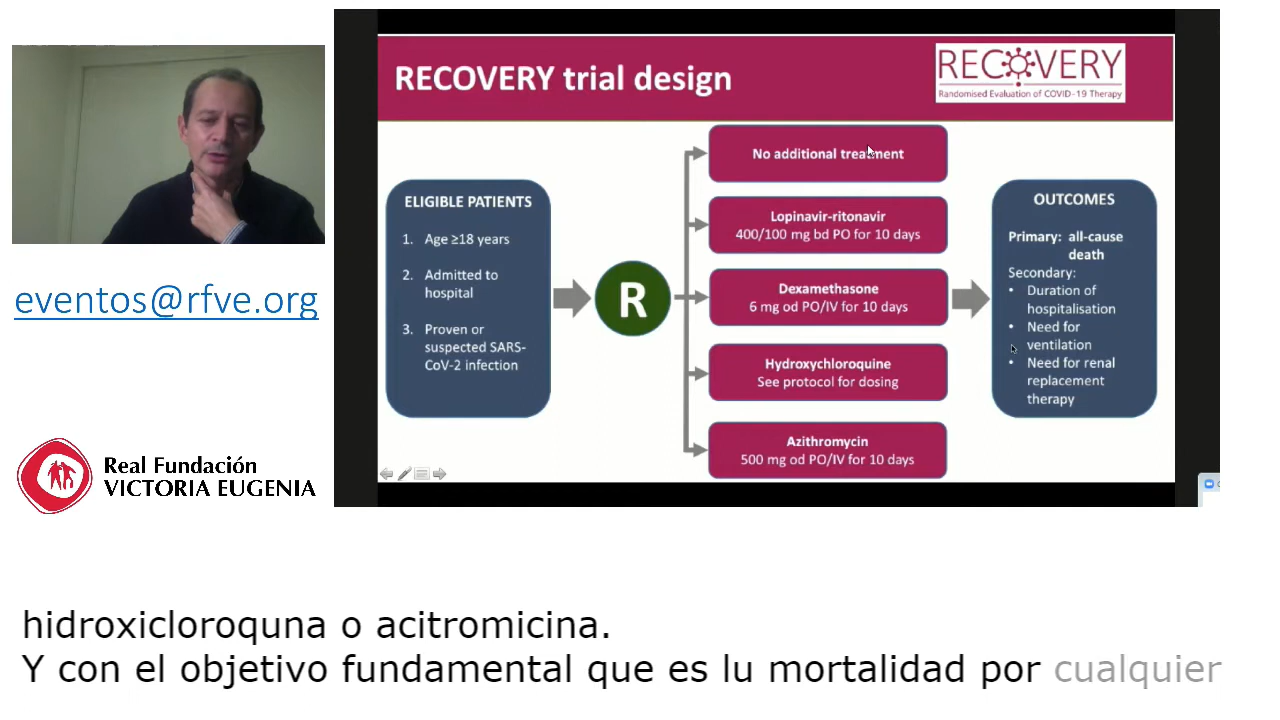 RECOVERY trial design
RECOVERY
Randomised Evaluation of COVID-19 Therapy
ELIGIBLE PATIENTS
1. Age ≥18 years
2. Admitted to
hospital
3. Proven or
suspected SARS-
CoV-2 infection
R
No additional treatment
Lopinavir-ritonavir
400/100 mg bd PO for 10 days
Dexamethasone
6 mg od PO/IV for 10 days
Hydroxychloroquine
See protocol for dosing
Azithromycin
500 mg od PO/IV for 10 days
OUTCOMES
Primary: all-cause
death
Secondary:
• Duration of
hospitalisation
• Need for
ventilation
• Need for renal
replacement
therapy
eventos@rfve.org
Real Fundación
VICTORIA EUGENIA
hidroxicloroquna o acitromicina.
Y con el objetivo fundamental que es lu mortalidad por cualquier